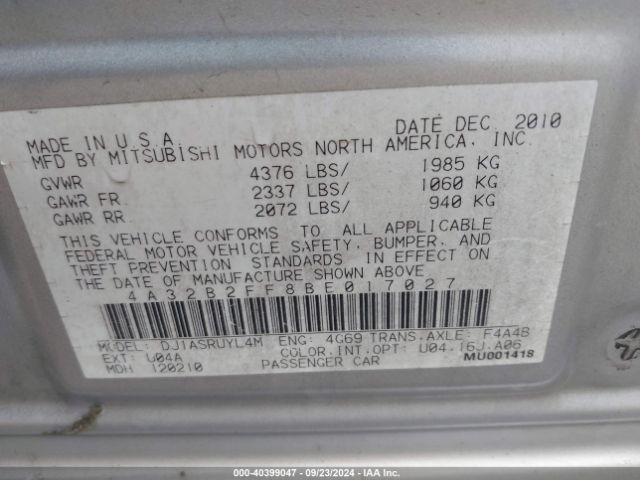 MADE IN U.S.A. DATE DEC. 2010
MFD BY MITSUBISHI MOTORS NORTH AMERICA, INC.
GVWR 4376 LBS/ 1985 KG
GAWR FR 2337 LBS/ 1060 KG
GAWR RR 2072 LBS/ 940 KG
THIS VEHICLE CONFORMS TO ALL APPLICABLE
FEDERAL MOTOR VEHICLE SAFETY, BUMPER, AND
THEFT PREVENTION STANDARDS IN EFFECT ON
THE DATE OF MANUFACTURE SHOWN ABOVE
4A32B2FF8BE017027
MODEL: DJ1ASRUYL4M ENG: 4G69 TRANS.AXLE: F4A4B
EXT: U04A COLOR.INT.OPT: U04.16J.A06
MDH 120210 PASSENGER CAR MU001418
000-40399047 - 09/23/2024 - IAA Inc.